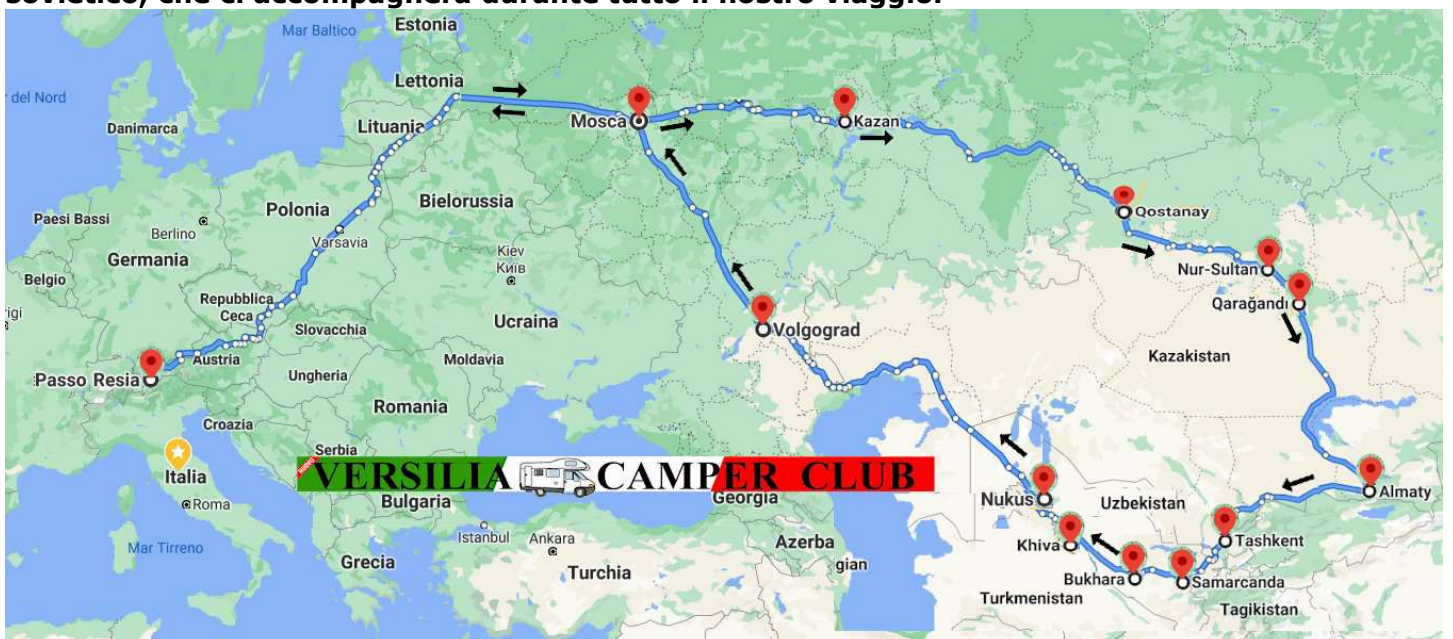 sovietico, che ci accompagnerà durante tutto il nostro viaggio.
Mar Baltico
Estonia
Lettonia
del Nord
Danimarca
Lituania
Mosca
Kazan
Paesi Bassi
Berlino
Polonia
Bielorussia
Qostanay
Varsavia
Germania
Belgio
Kiev
Київ
Nur-Sultan
Repubblica
Ceca
Qarağandı
Slovacchia
Ucraina
Volgograd
Austria
Kazakistan
Passo Resia
Ungheria
Moldavia
Romania
Croazia
Serbia
Italia
NUOVO
VERSILIA CAMPER CLUB
Roma
Bulgaria
Georgia
Nukus
Uzbekistan
Almaty
Mar Tirreno
Istanbul
Ankara
Azerba
gian
Khiva
Tashkent
Grecia
Turchia
Bukhara
Samarcanda
Turkmenistan
Tagikistan